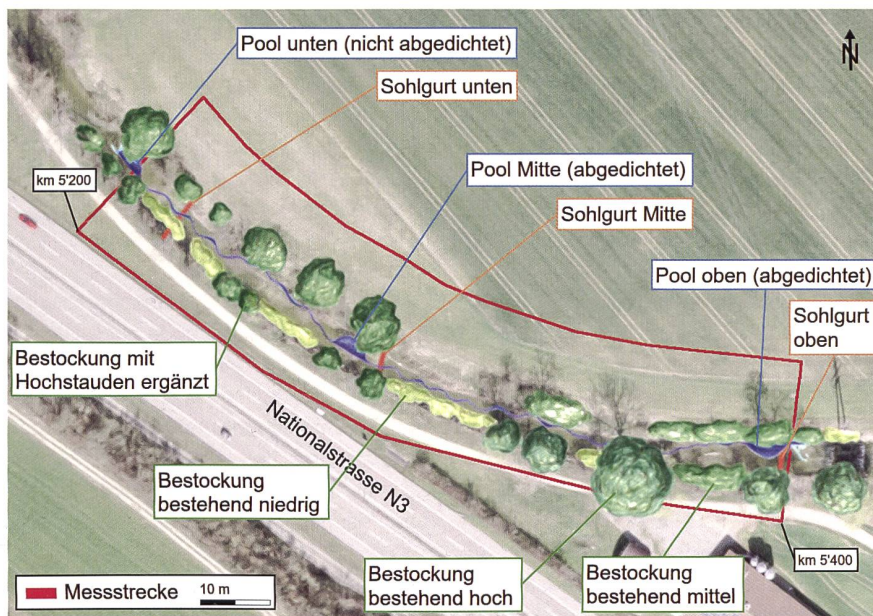 Pool unten (nicht abgedichtet)
N
Sohlgurt unten
km 5'200
Pool Mitte (abgedichtet)
Sohlgurt Mitte
Pool oben (abgedichtet)
Sohlgurt
oben
Bestockung mit
Hochstauden ergänzt
Nationalstrasse N3
Bestockung
bestehend niedrig
Bestockung
bestehend hoch
Bestockung
bestehend mittel
km 5'400
Messstrecke
10 m